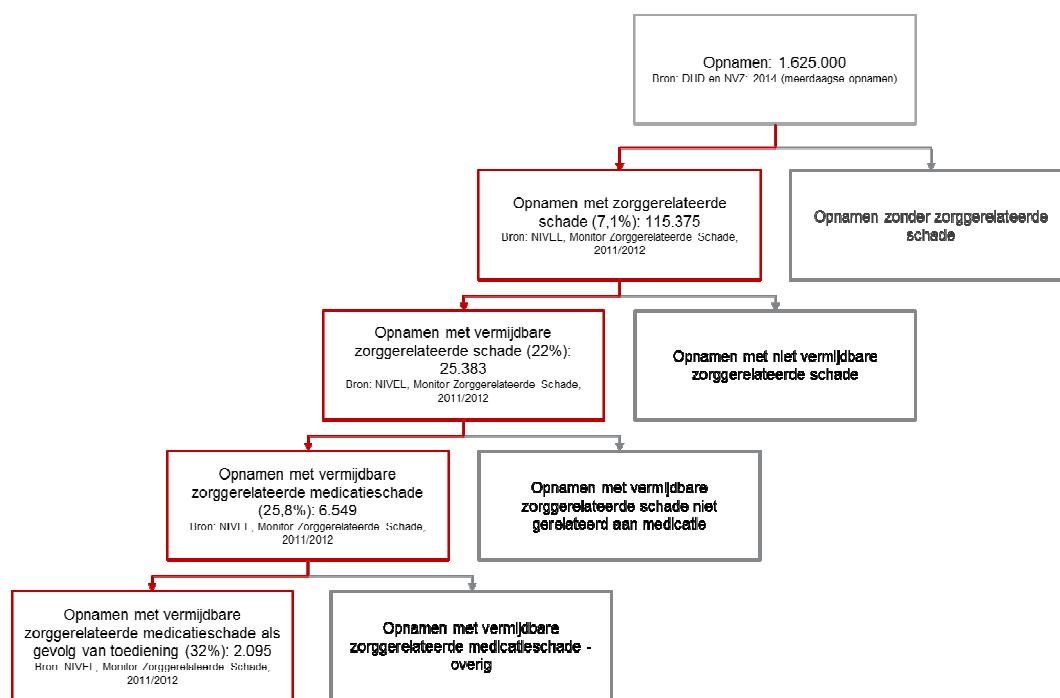 Opnamen: 1.625.000
Bron: DHD en NVZ: 2014 (meerdaagse opnamen)
Opnamen met zorggerelateerde
schade (7,1%): 115.375
Bron: NIVEL, Monitor Zorggerelateerde Schade,
2011/2012
Opnamen zonder zorggerelateerde
schade
Opnamen met vermijdbare
zorggerelateerde schade (22%):
25.383
Bron: NIVEL, Monitor Zorggerelateerde Schade,
2011/2012
Opnamen met niet vermijdbare
zorggerelateerde schade
Opnamen met vermijdbare
zorggerelateerde medicatieschade
(25,8%): 6.549
Bron: NIVEL, Monitor Zorggerelateerde Schade,
2011/2012
Opnamen met vermijdbare
zorggerelateerde schade niet
gerelateerd aan medicatie
Opnamen met vermijdbare
zorggerelateerde medicatieschade als
gevolg van toediening (32%): 2.095
Bron: NIVEL, Monitor Zorggerelateerde Schade,
2011/2012
Opnamen met vermijdbare
zorggerelateerde medicatieschade -
overig